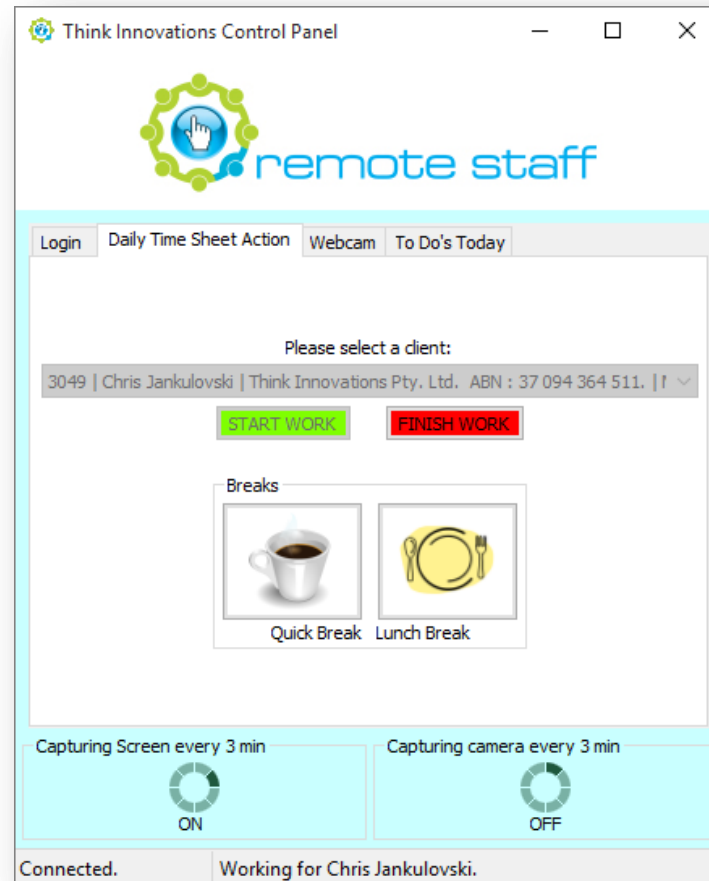 Think Innovations Control Panel
remote staff
Login Daily Time Sheet Action Webcam To Do's Today
Please select a client:
3049 | Chris Jankulovski | Think Innovations Pty. Ltd. ABN : 37 094 364 511. |
START WORK FINISH WORK
Breaks
Quick Break Lunch Break
Capturing Screen every 3 min Capturing camera every 3 min
ON OFF
Connected. Working for Chris Jankulovski.